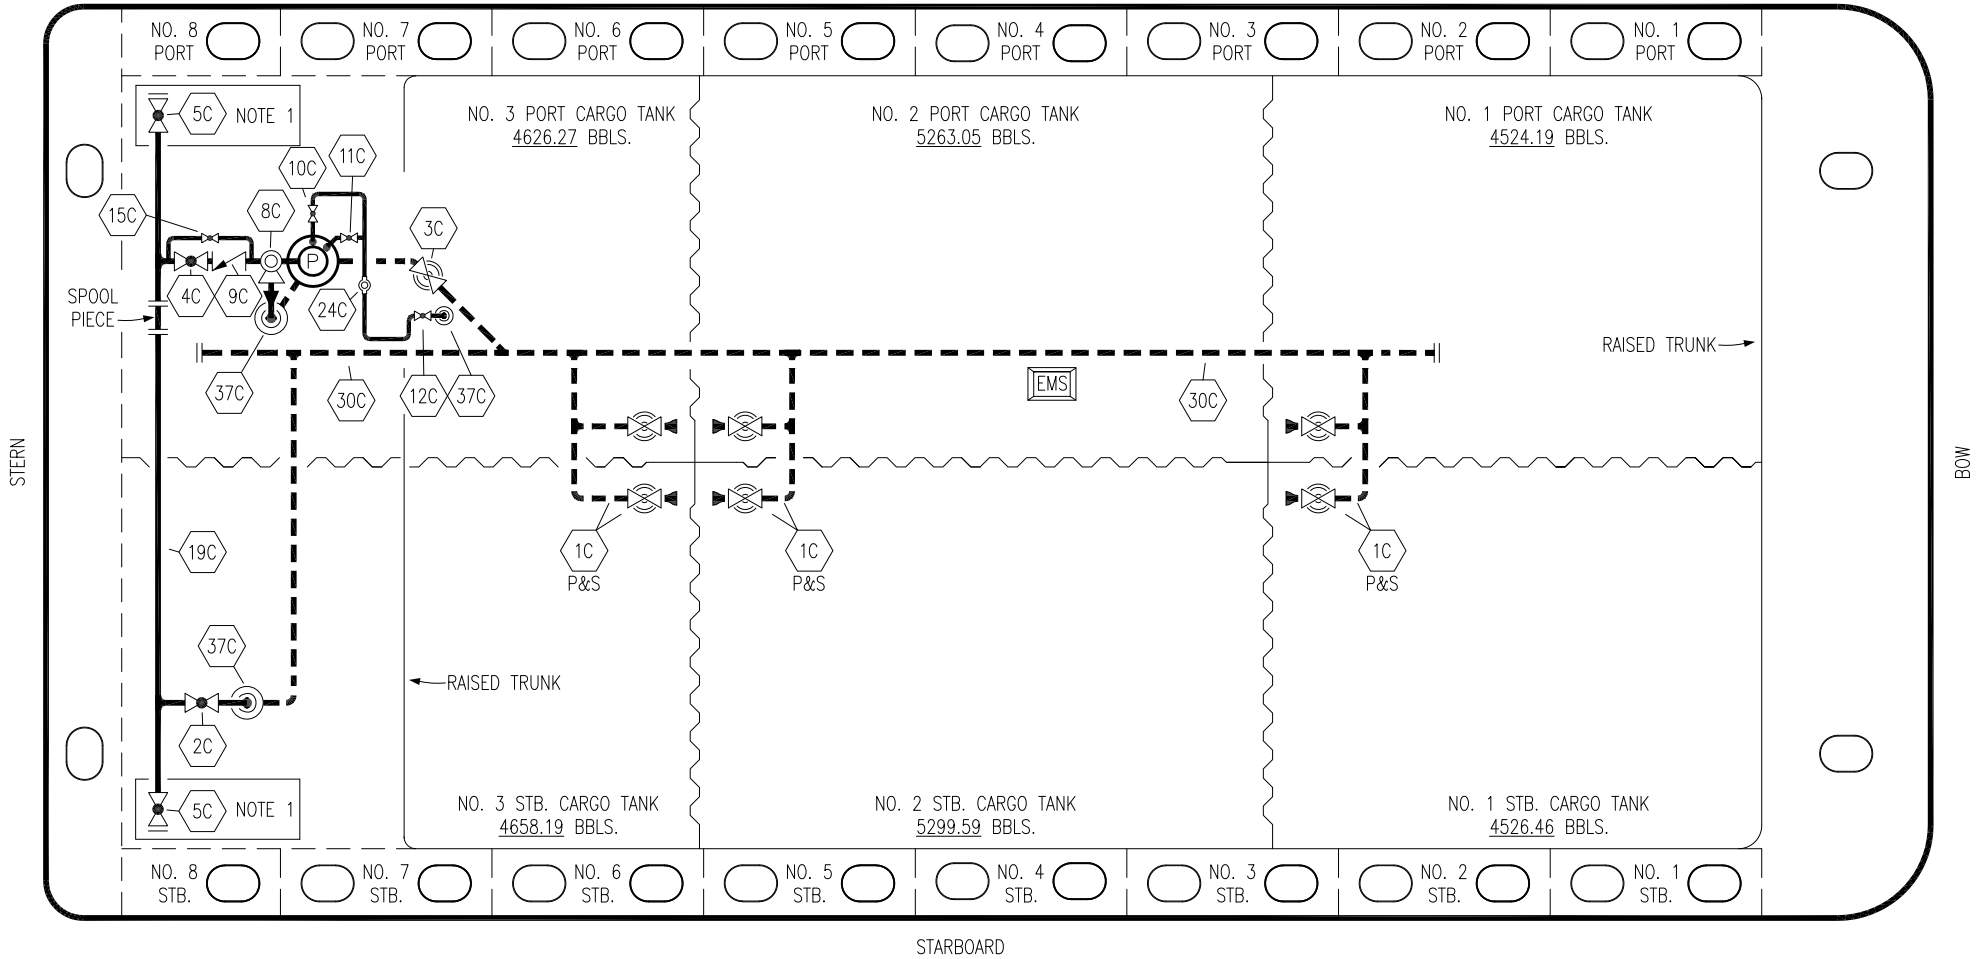 NO. 8
PORT
NO. 7
PORT
NO. 6
PORT
NO. 5
PORT
NO. 4
PORT
NO. 3
PORT
NO. 2
PORT
NO. 1
PORT
5C
NOTE 1
NO. 3 PORT CARGO TANK
4626.27 BBLS.
NO. 2 PORT CARGO TANK
5263.05 BBLS.
NO. 1 PORT CARGO TANK
4524.19 BBLS.
10C
11C
15C
8C
3C
P
4C
9C
24C
SPOOL
PIECE
RAISED TRUNK
37C
30C
12C
37C
EMS
30C
STERN
BOW
19C
1C
P&S
1C
P&S
1C
P&S
37C
RAISED TRUNK
2C
5C
NOTE 1
NO. 3 STB. CARGO TANK
4658.19 BBLS.
NO. 2 STB. CARGO TANK
5299.59 BBLS.
NO. 1 STB. CARGO TANK
4526.46 BBLS.
NO. 8
STB.
NO. 7
STB.
NO. 6
STB.
NO. 5
STB.
NO. 4
STB.
NO. 3
STB.
NO. 2
STB.
NO. 1
STB.
STARBOARD